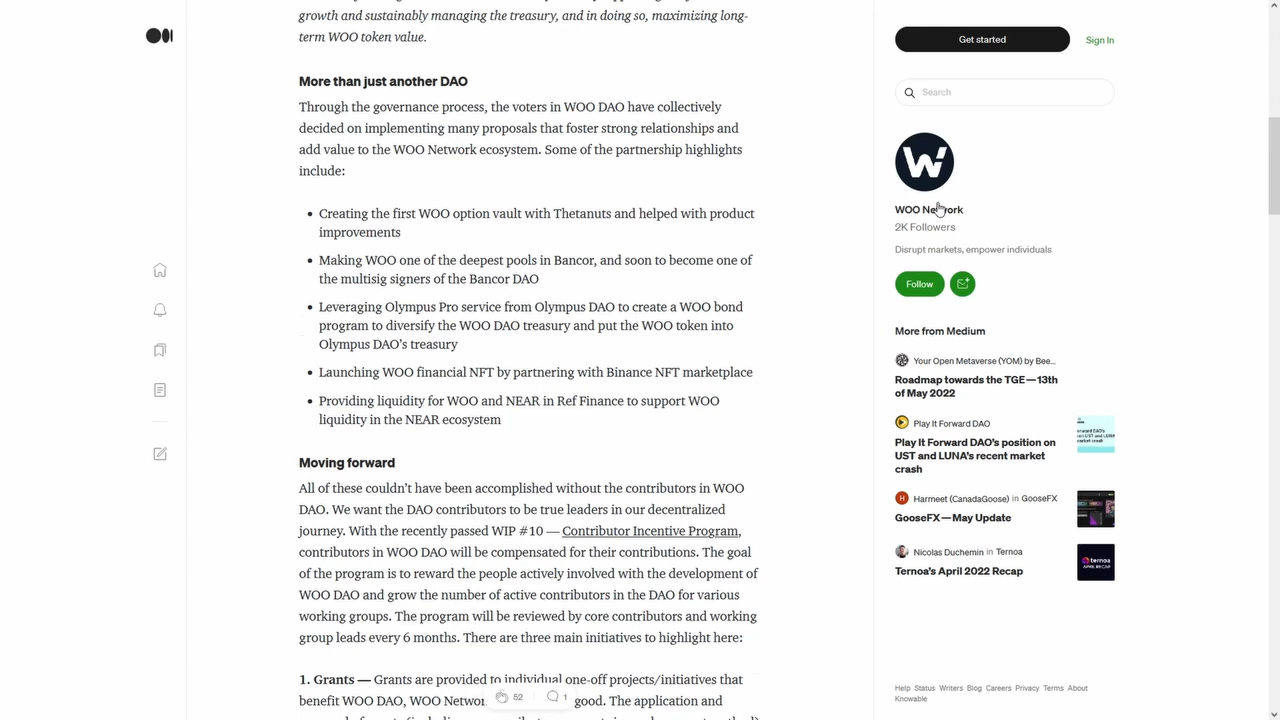 growth and sustainably managing the treasury, and in doing so, maximizing long-
term WOO token value.
More than just another DAO
Through the governance process, the voters in WOO DAO have collectively
decided on implementing many proposals that foster strong relationships and
add value to the WOO Network ecosystem. Some of the partnership highlights
include:
• Creating the first WOO option vault with Thetanuts and helped with product
improvements
• Making WOO one of the deepest pools in Bancor, and soon to become one of
the multisig signers of the Bancor DAO
• Leveraging Olympus Pro service from Olympus DAO to create a WOO bond
program to diversify the WOO DAO treasury and put the WOO token into
Olympus DAO’s treasury
• Launching WOO financial NFT by partnering with Binance NFT marketplace
• Providing liquidity for WOO and NEAR in Ref Finance to support WOO
liquidity in the NEAR ecosystem
Moving forward
All of these couldn’t have been accomplished without the contributors in WOO
DAO. We want the DAO contributors to be true leaders in our decentralized
journey. With the recently passed WIP #10 — Contributor Incentive Program,
contributors in WOO DAO will be compensated for their contributions. The goal
of the program is to reward the people actively involved with the development of
WOO DAO and grow the number of active contributors in the DAO for various
working groups. The program will be reviewed by core contributors and working
group leads every 6 months. There are three main initiatives to highlight here:
1. Grants — Grants are provided to individual one-off projects/initiatives that
benefit WOO DAO, WOO good. The application and
52
1
Get started
Sign In
Search
W
WOO Network
2K Followers
Disrupt markets, empower individuals
Follow
More from Medium
Your Open Metaverse (YOM) by Bee...
Roadmap towards the TGE — 13th
of May 2022
Play It Forward DAO
Play It Forward DAO’s position on
UST and LUNA’s recent market
crash
H
Harmeet (CanadaGoose) in GooseFX
GooseFX — May Update
Nicolas Duchemin in Ternoa
Ternoa’s April 2022 Recap
ternoa
APRIL RECAP
Help Status Writers Blog Careers Privacy Terms About
Knowable